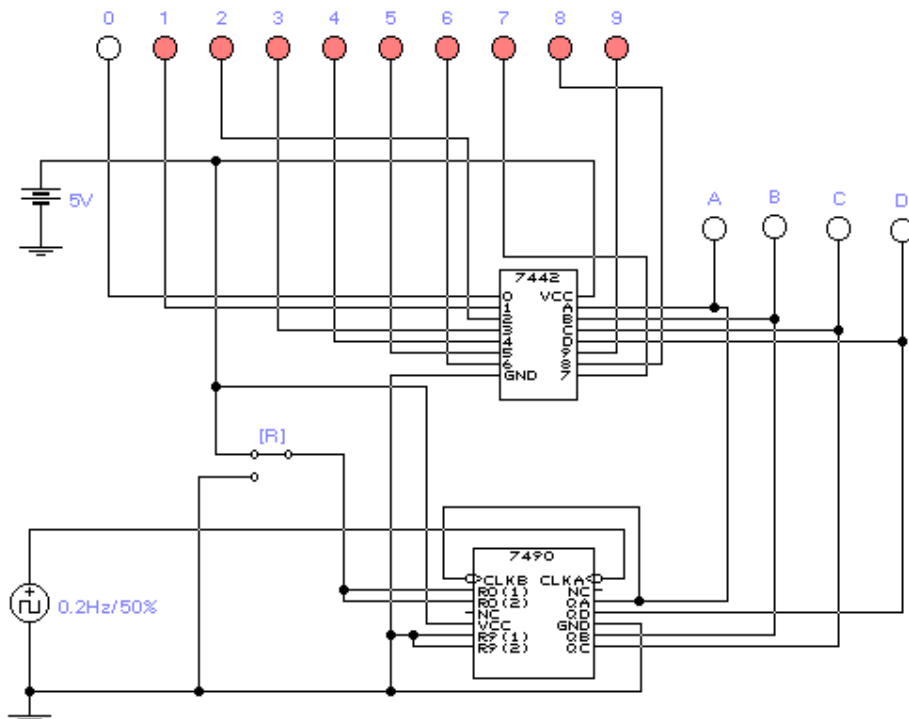 0 1 2 3 4 5 6 7 8 9
5V
A B C D
7442
0 VCC
1 A
2 B
3 C
4 D
5 9
6 8
GND 7
[R]
7490
CLKB CLKA
R0(1) NC
R0(2) QA
NC QD
VCC GND
R9(1) QB
R9(2) QC
0.2Hz/50%